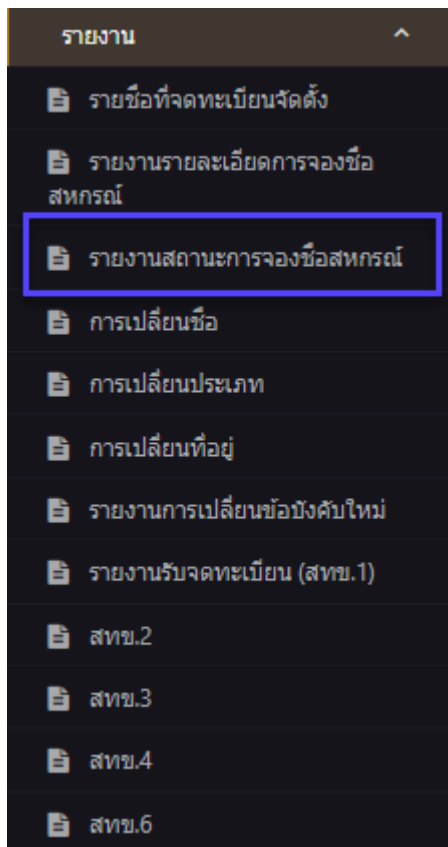 รายงาน
รายชื่อที่จดทะเบียนจัดตั้ง
รายงานรายละเอียดการจองชื่อ
สหกรณ์
รายงานสถานะการจองชื่อสหกรณ์
การเปลี่ยนชื่อ
การเปลี่ยนประเภท
การเปลี่ยนที่อยู่
รายงานการเปลี่ยนข้อบังคับใหม่
รายงานรับจดทะเบียน (สทข.1)
สทข.2
สทข.3
สทข.4
สทข.6